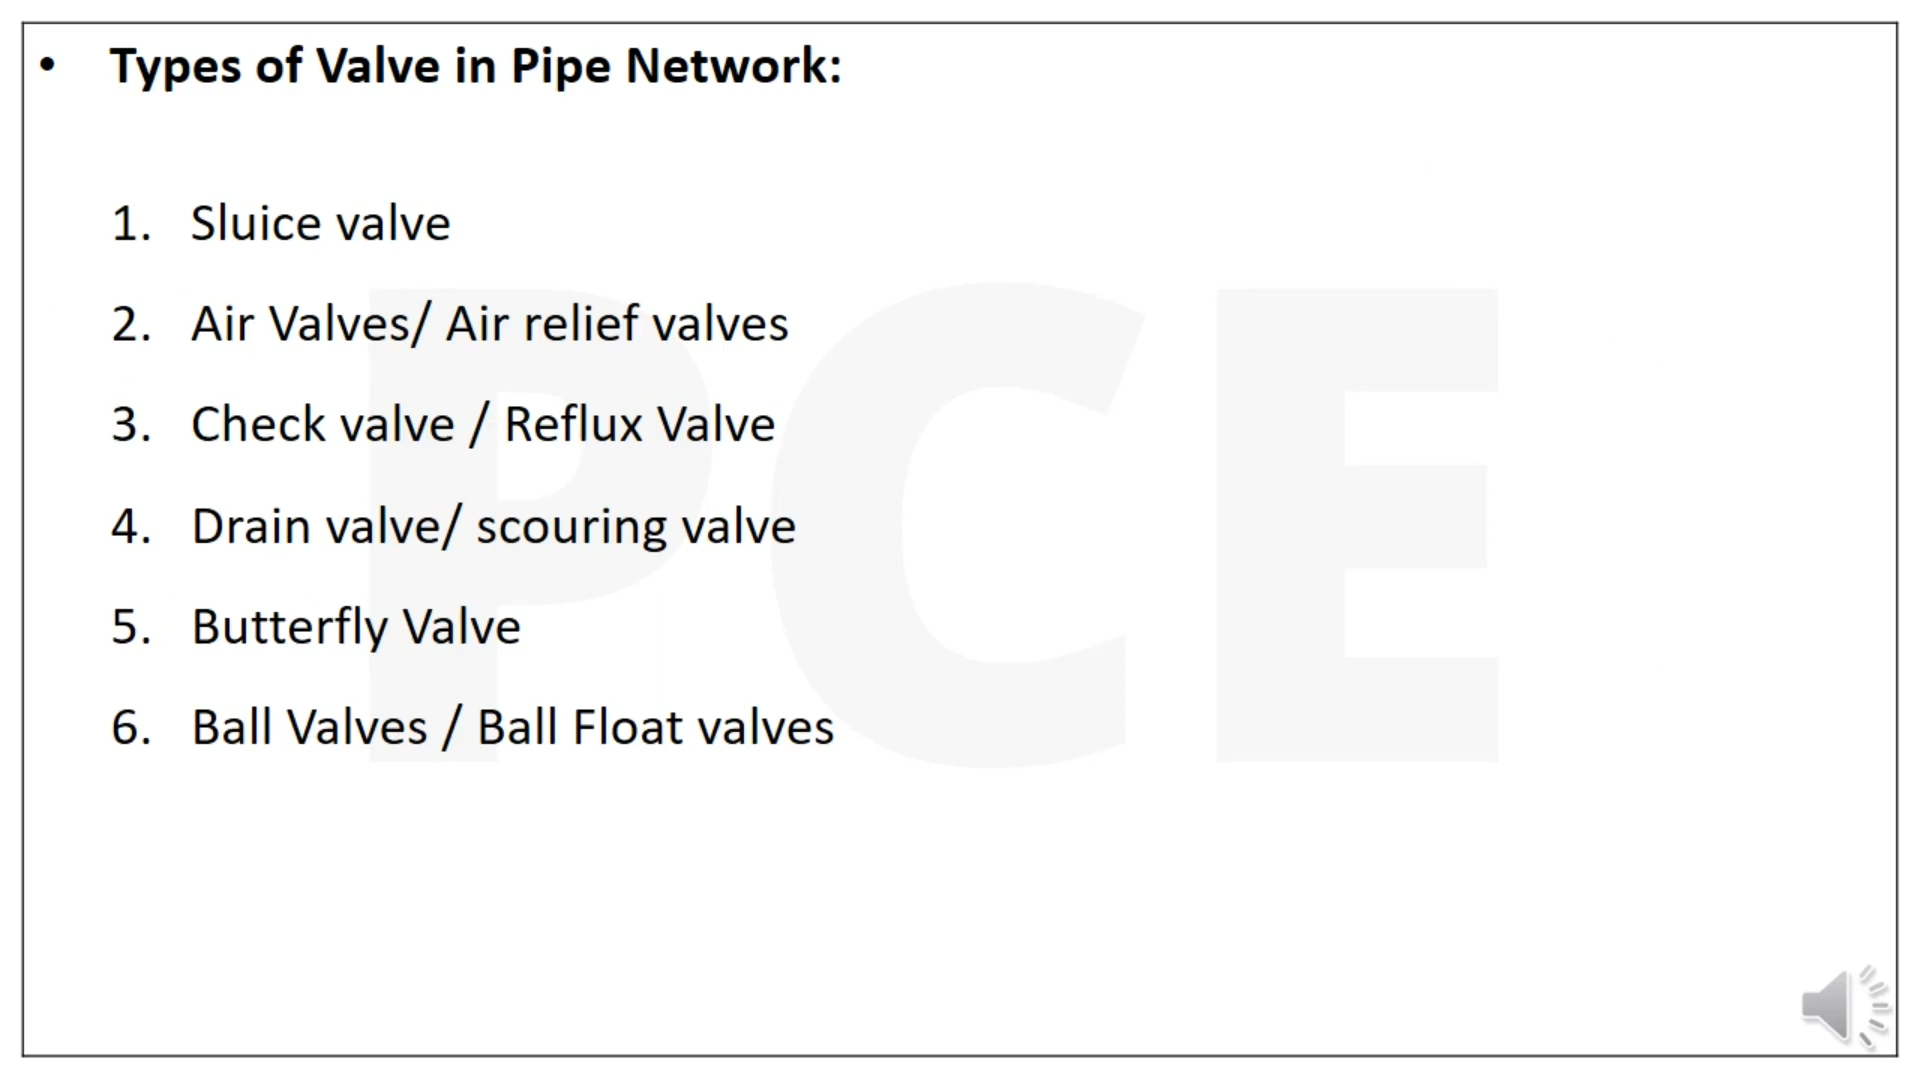 • Types of Valve in Pipe Network:
1. Sluice valve
2. Air Valves/ Air relief valves
3. Check valve / Reflux Valve
4. Drain valve/ scouring valve
5. Butterfly Valve
6. Ball Valves / Ball Float valves
PCE